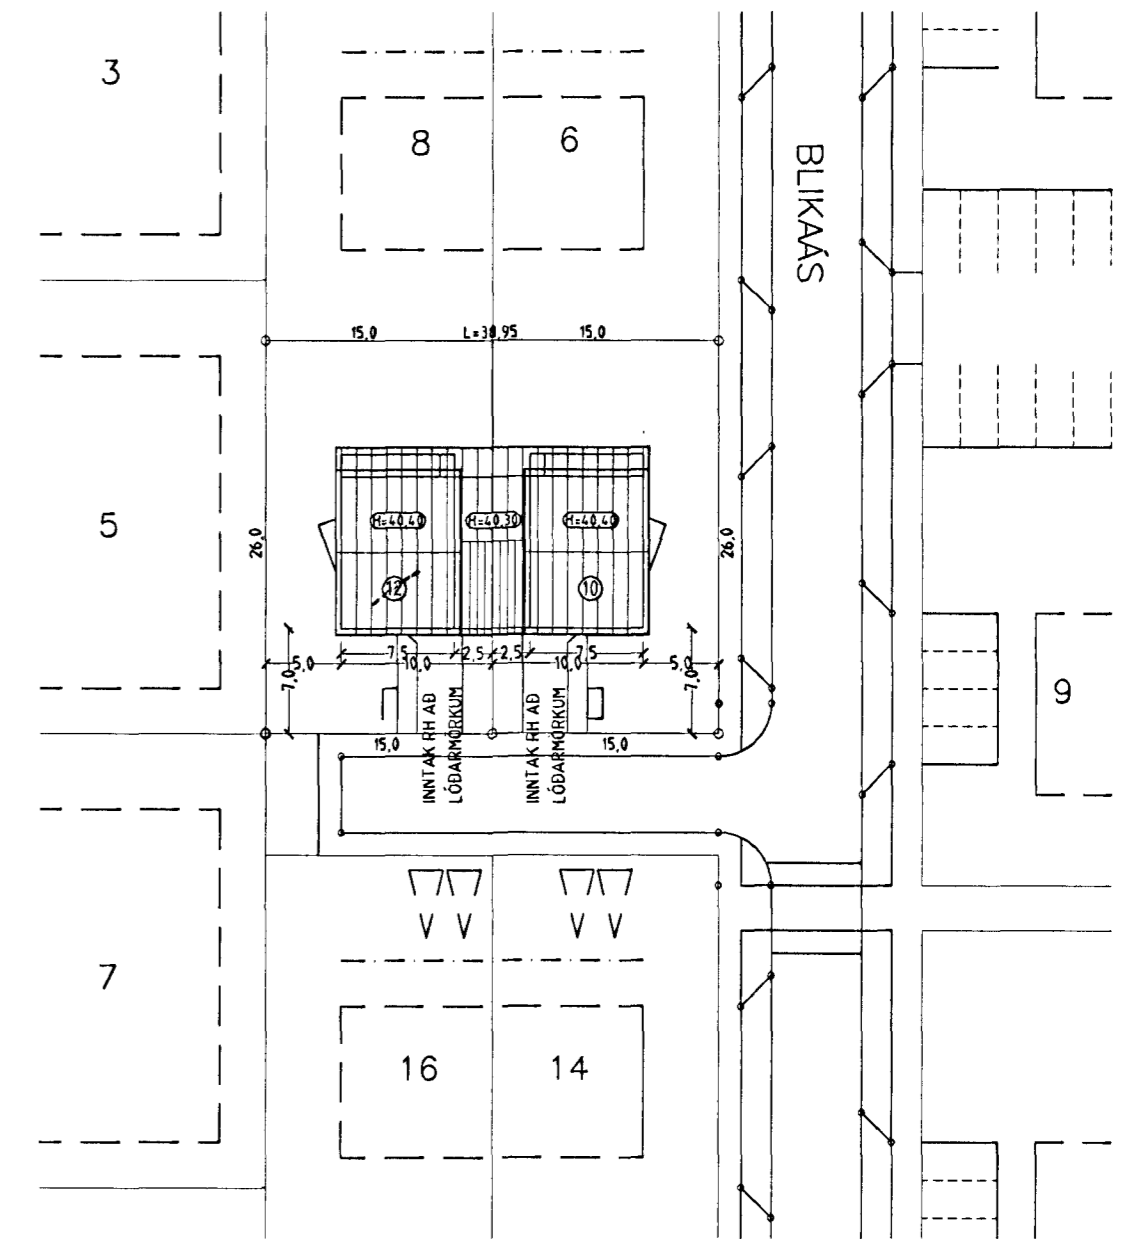 3
8
6
BLIKAÁS
15,0
L=30,95
15,0
5
26,0
26,0
H=40,40
H=40,30
H=40,40
12
10
7,5
2,5
2,5
7,5
5,0
10,0
10,0
5,0
7,0
7,0
9
15,0
15,0
INNTAK RH AÐ
LÓÐARMÖRKUM
INNTAK RH AÐ
LÓÐARMÖRKUM
V
V
V
V
7
16
14